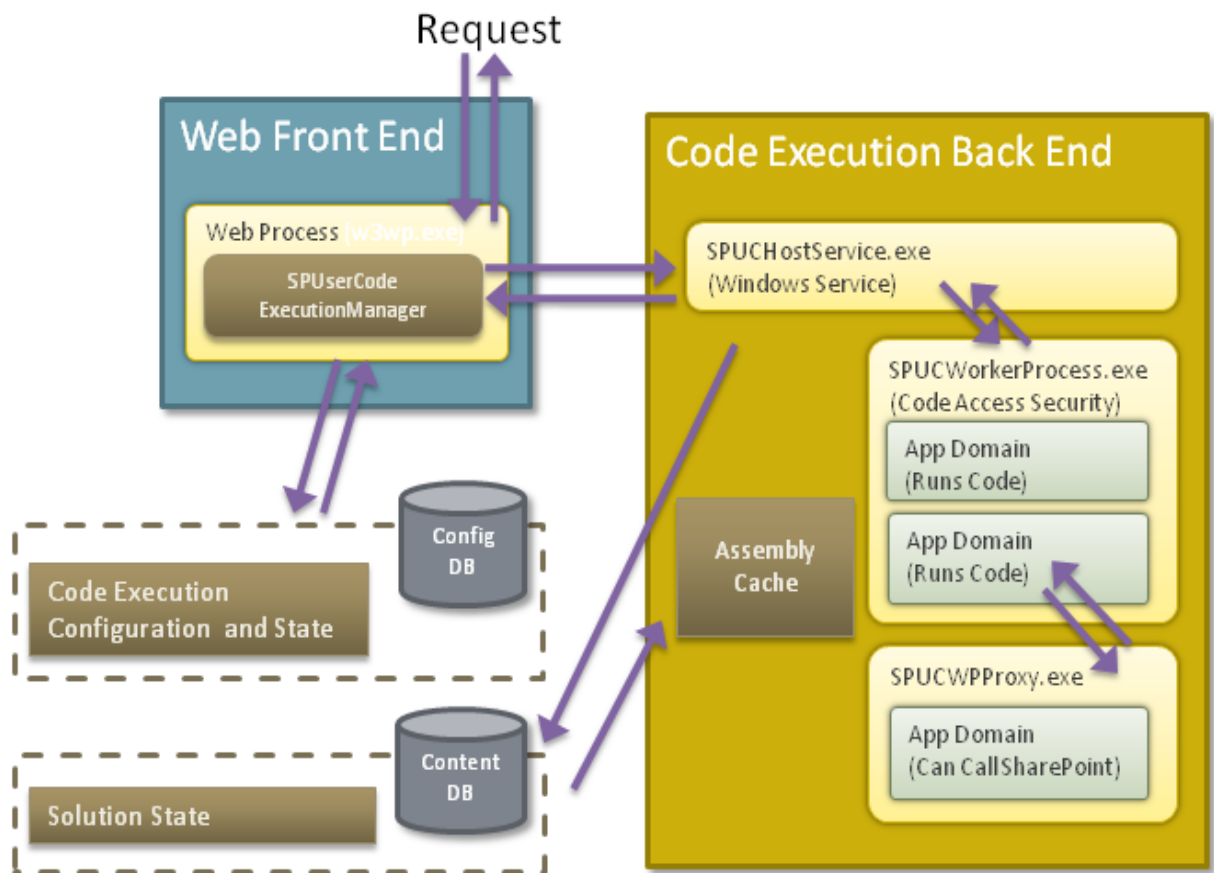 Request
Web Front End
Web Process (w3wp.exe)
SPUserCode
ExecutionManager
Code Execution Back End
SPUCHostService.exe
(Windows Service)
SPUCWorkerProcess.exe
(Code Access Security)
App Domain
(Runs Code)
App Domain
(Runs Code)
Assembly
Cache
SPUCWPProxy.exe
App Domain
(Can CallSharePoint)
Config
DB
Code Execution
Configuration and State
Content
DB
Solution State